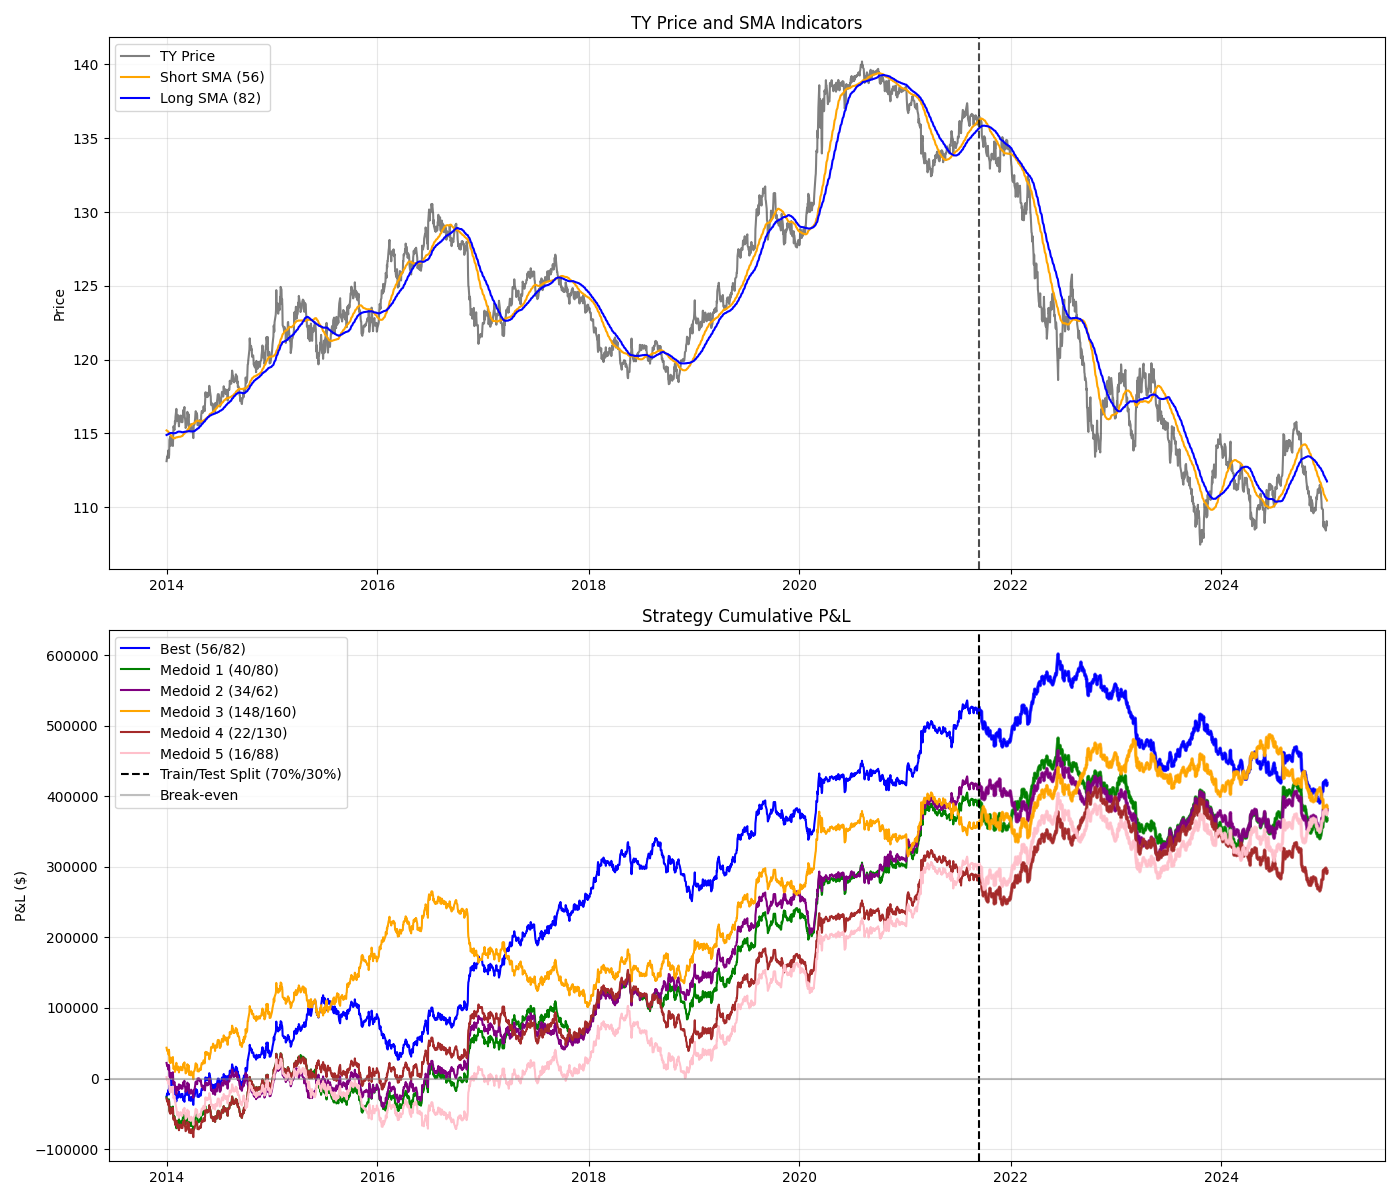 TY Price and SMA Indicators
TY Price
Short SMA (56)
Long SMA (82)
140
135
130
125
120
115
110
Price
2014 2016 2018 2020 2022 2024
Strategy Cumulative P&L
Best (56/82)
Medoid 1 (40/80)
Medoid 2 (34/62)
Medoid 3 (148/160)
Medoid 4 (22/130)
Medoid 5 (16/88)
Train/Test Split (70%/30%)
Break-even
600000
500000
400000
300000
200000
100000
0
−100000
P&L ($)
2014 2016 2018 2020 2022 2024